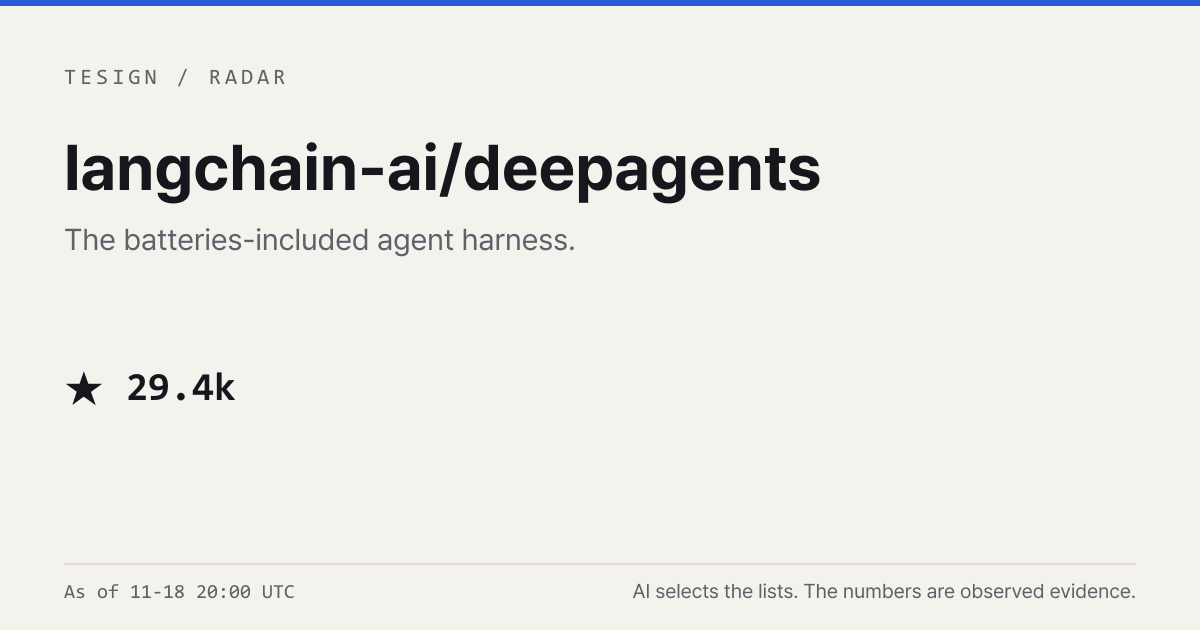 TESIGN / RADAR
langchain-ai/deepagents
The batteries-included agent harness.
★ 29.4k
As of 11-18 20:00 UTC
AI selects the lists. The numbers are observed evidence.